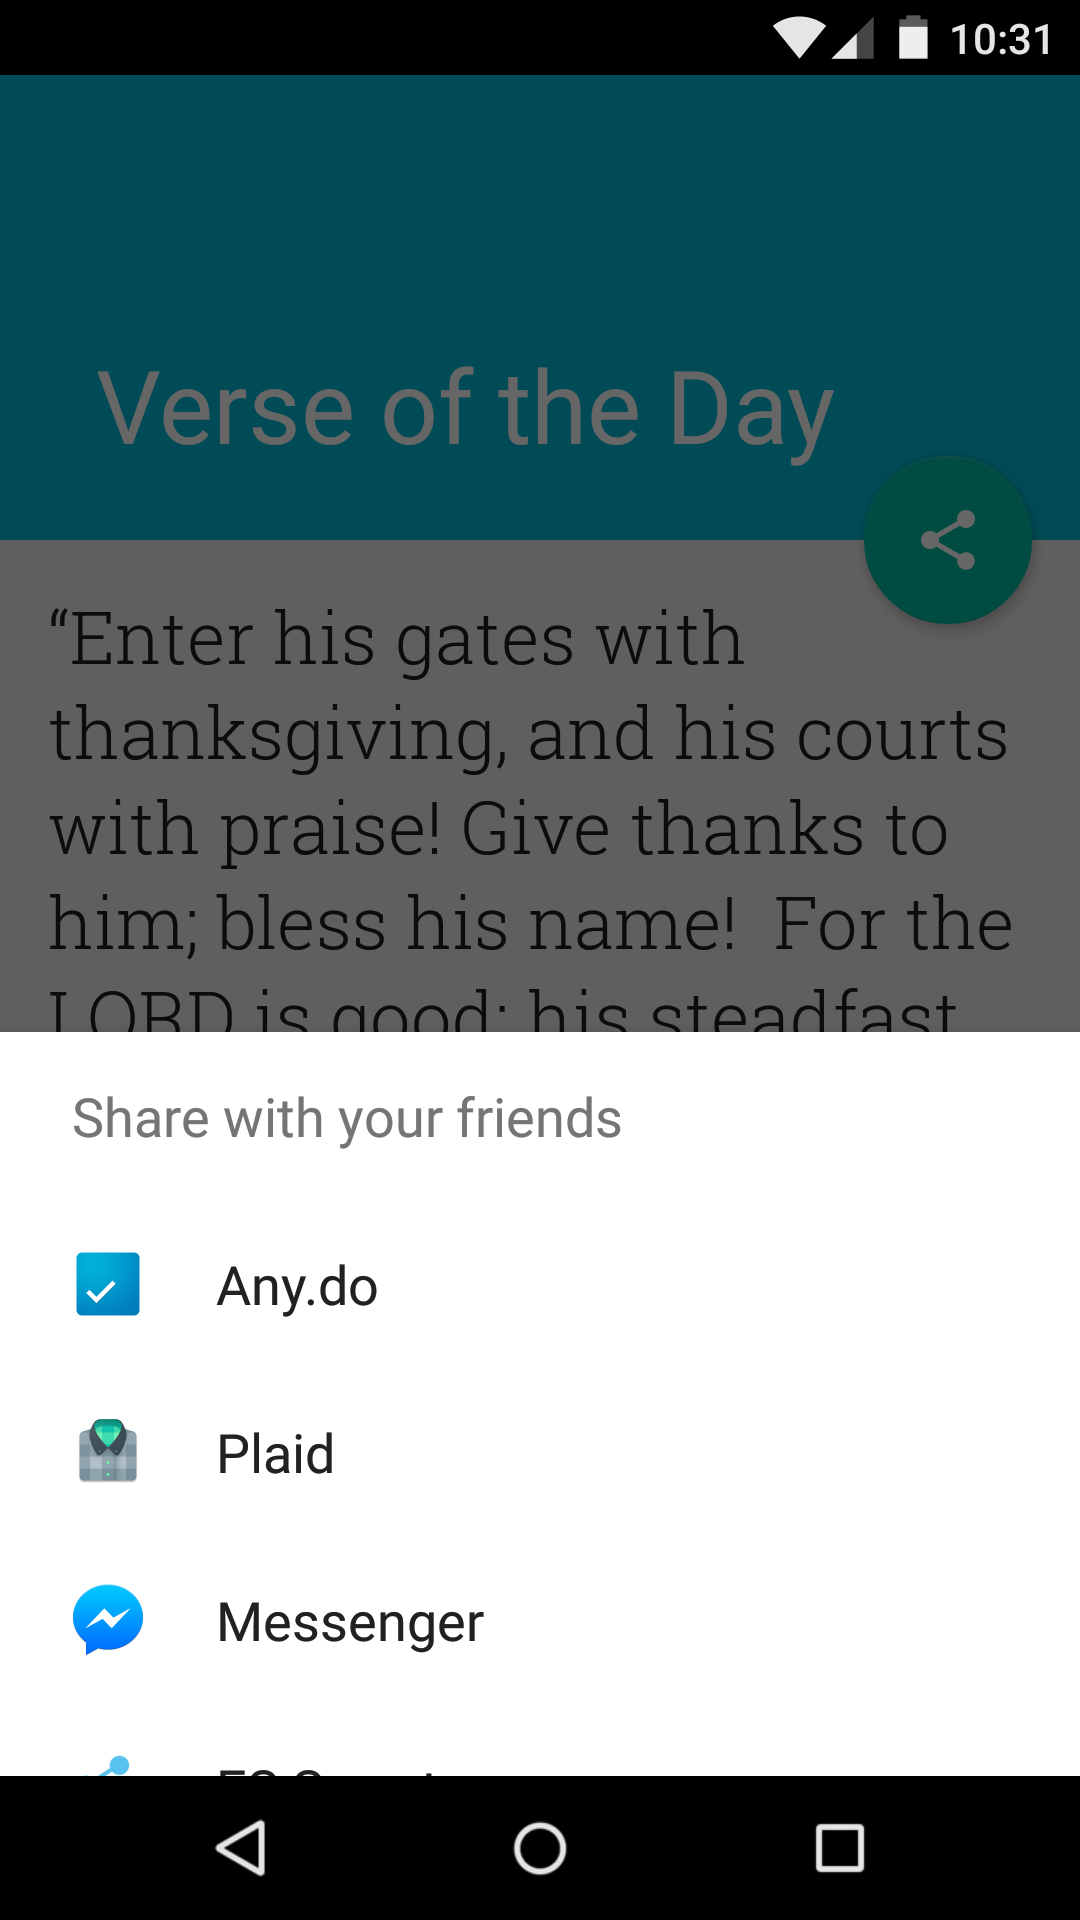 10:31
Verse of the Day
“Enter his gates with
thanksgiving, and his courts
with praise! Give thanks to
him; bless his name!  For the
LORD is good; his steadfast
Share with your friends
Any.do
Plaid
Messenger